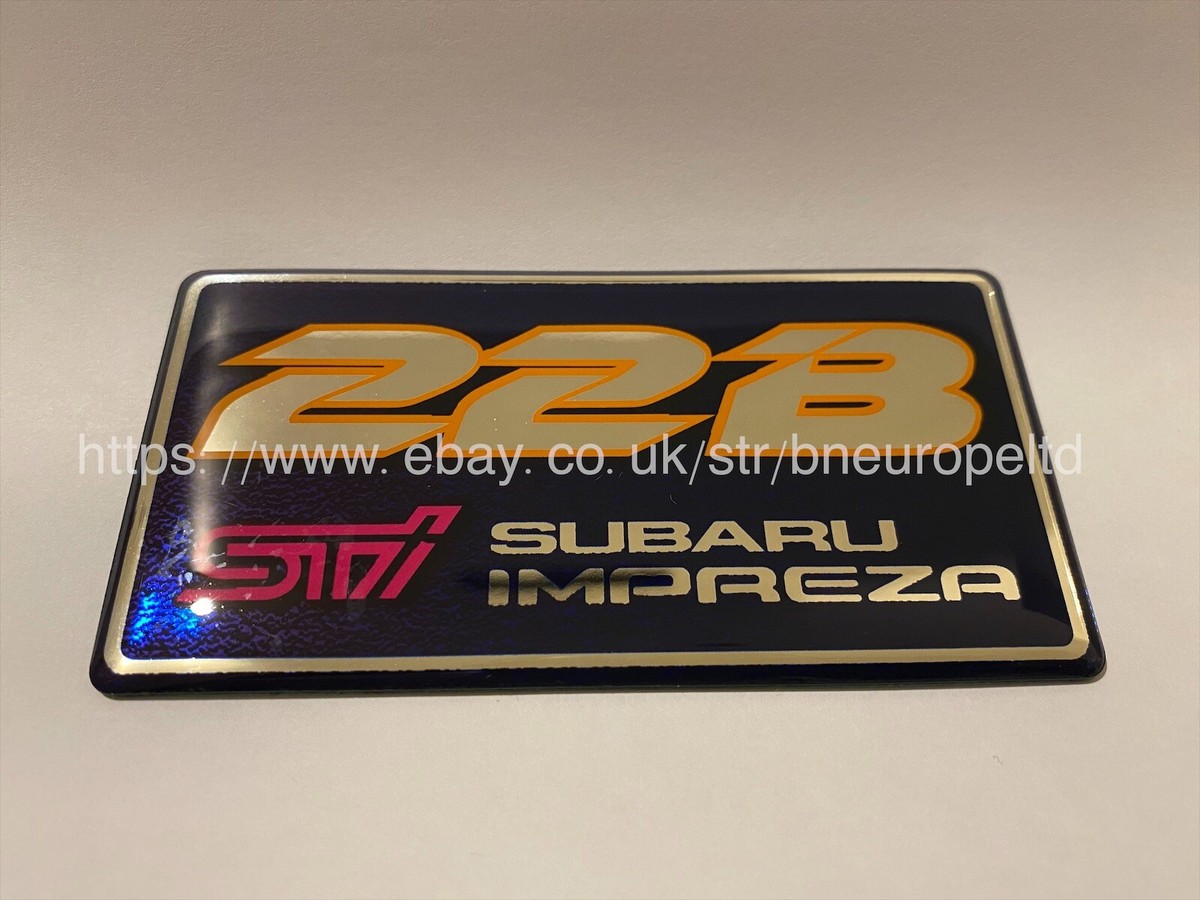 22B
https://www.ebay.co.uk/str/bneuropeltd
STi SUBARU
IMPREZA